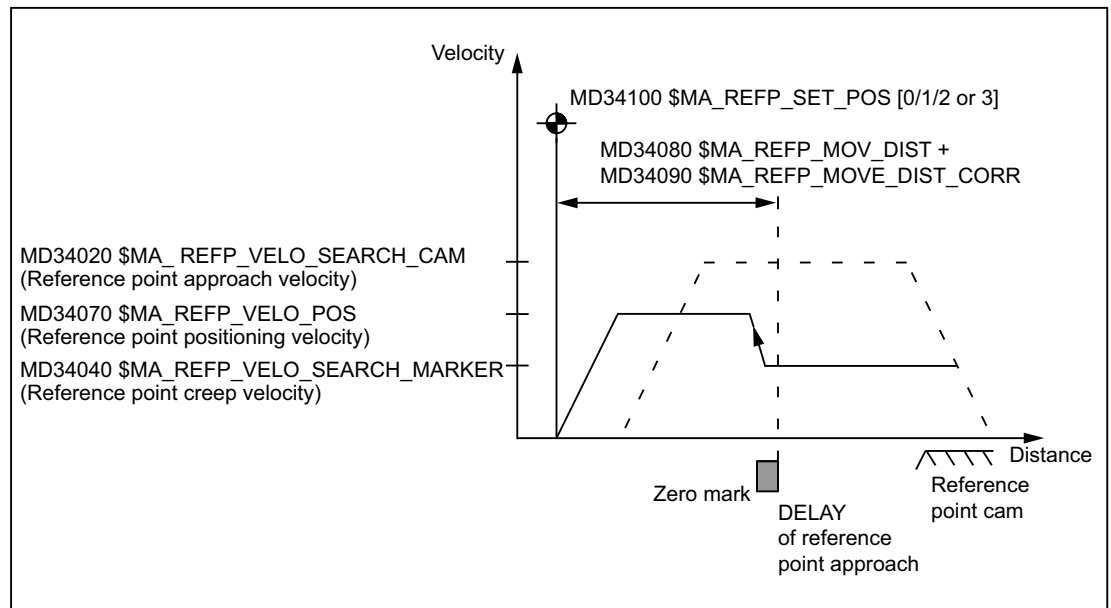 Velocity
MD34100 $MA_REFP_SET_POS [0/1/2 or 3]
MD34080 $MA_REFP_MOV_DIST +
MD34090 $MA_REFP_MOVE_DIST_CORR
MD34020 $MA_ REFP_VELO_SEARCH_CAM
(Reference point approach velocity)
MD34070 $MA_REFP_VELO_POS
(Reference point positioning velocity)
MD34040 $MA_REFP_VELO_SEARCH_MARKER
(Reference point creep velocity)
Distance
Zero mark
DELAY
of reference
point approach
Reference
point cam